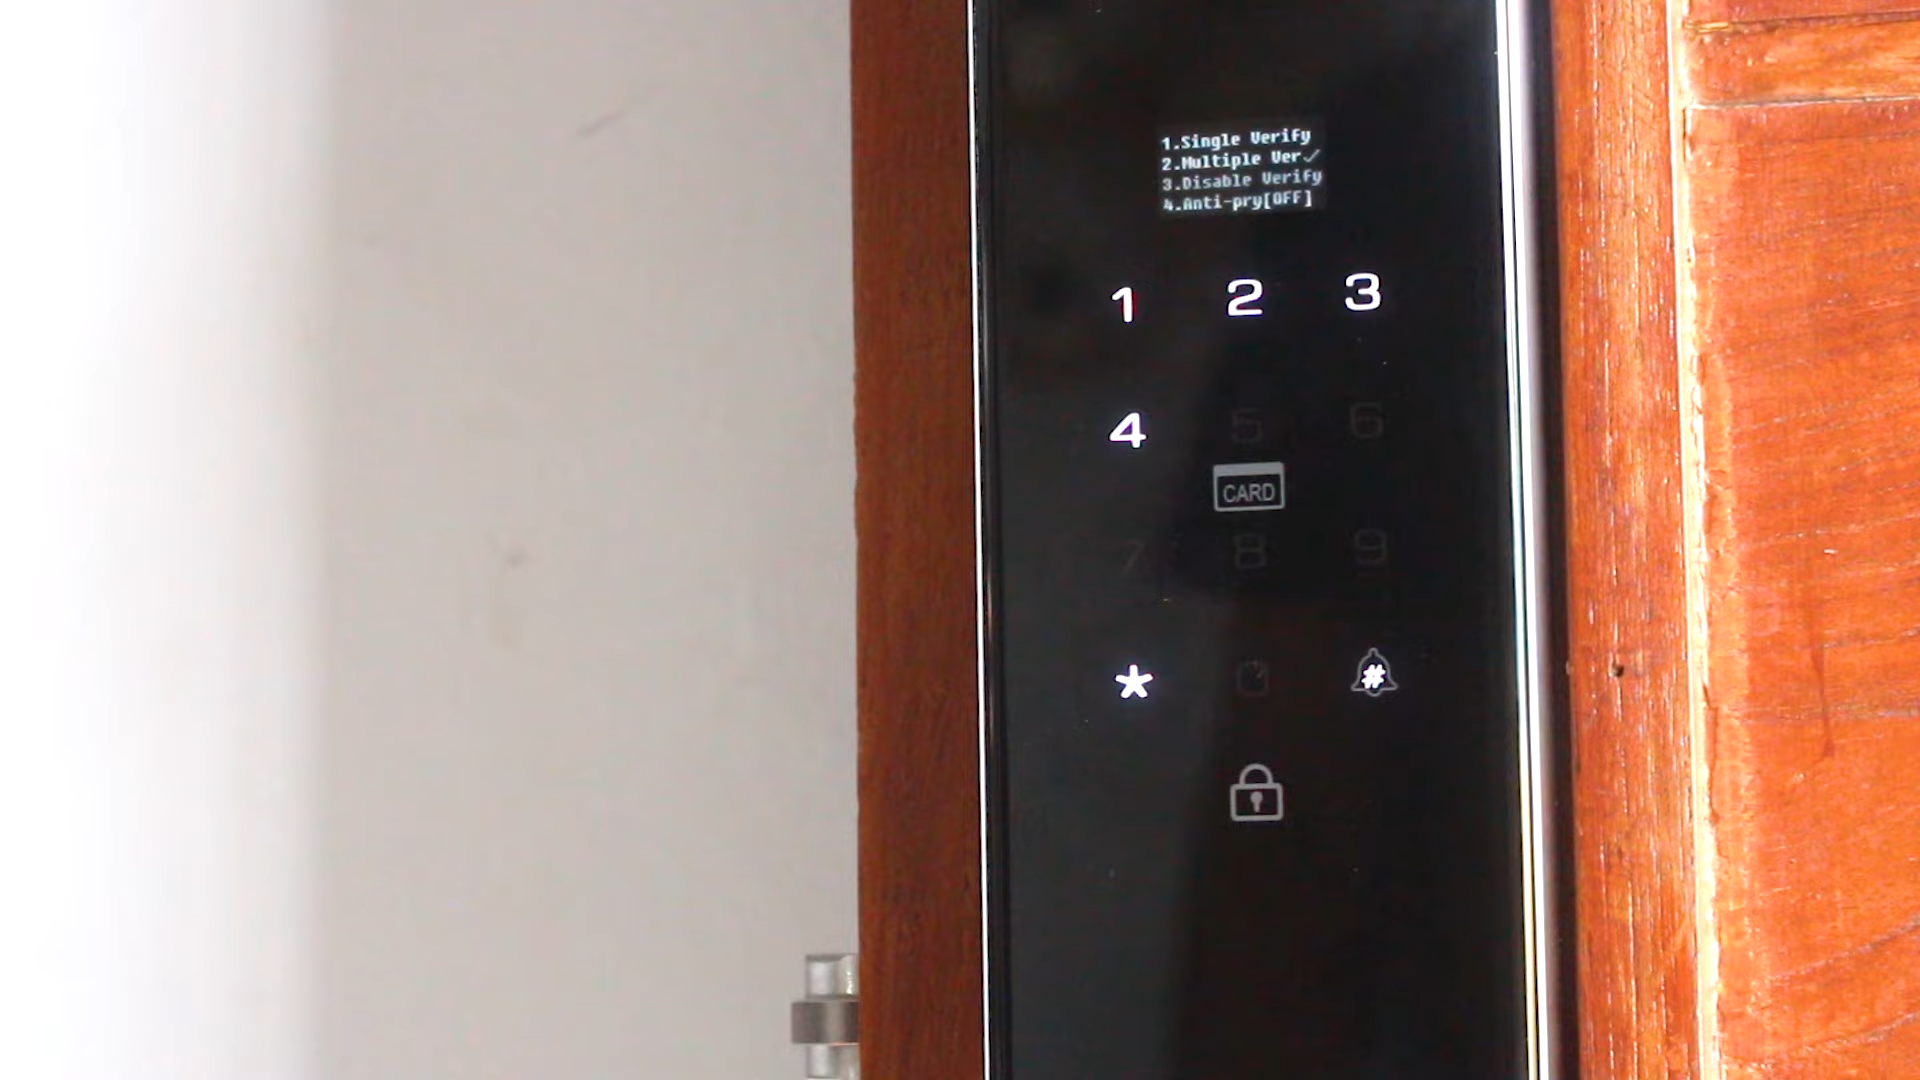 1.Single Verify
2.Multiple Ver✓
3.Disable Verify
4.Anti-pry[OFF]
1 2 3
4 5 6
CARD
7 8 9
* #